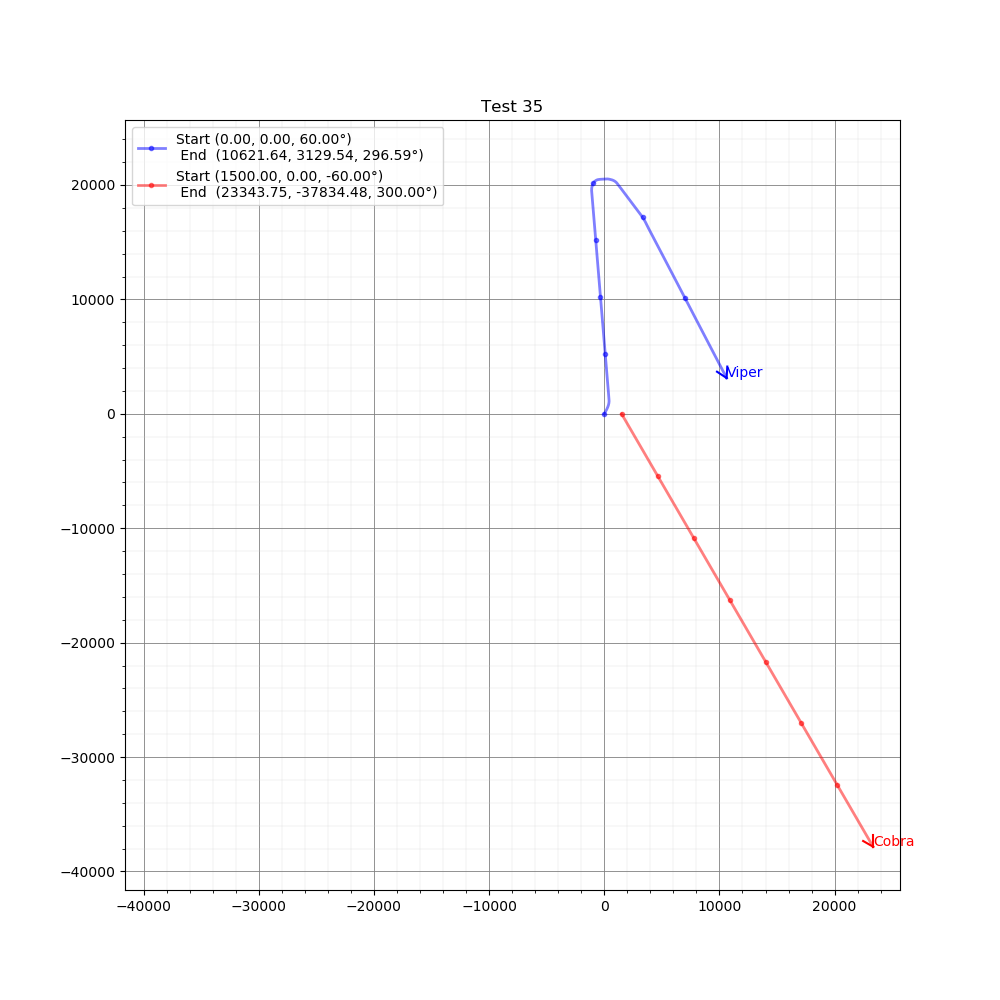 Test 35
Start (0.00, 0.00, 60.00°)
End (10621.64, 3129.54, 296.59°)
Start (1500.00, 0.00, -60.00°)
End (23343.75, -37834.48, 300.00°)
20000
10000
0
−10000
−20000
−30000
−40000
Viper
Cobra
−40000 −30000 −20000 −10000 0 10000 20000